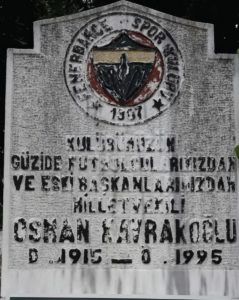 FENERBAHÇE SPOR KULÜBÜ
1907
KULÜBÜMÜZÜN
GÜZİDE FUTBOLCULARIMIZDAN
VE ESKİ BAŞKANLARIMIZDAN
MİLLETVEKİLİ
OSMAN KAVRAKOĞLU
D. 1915 – Ö. 1995